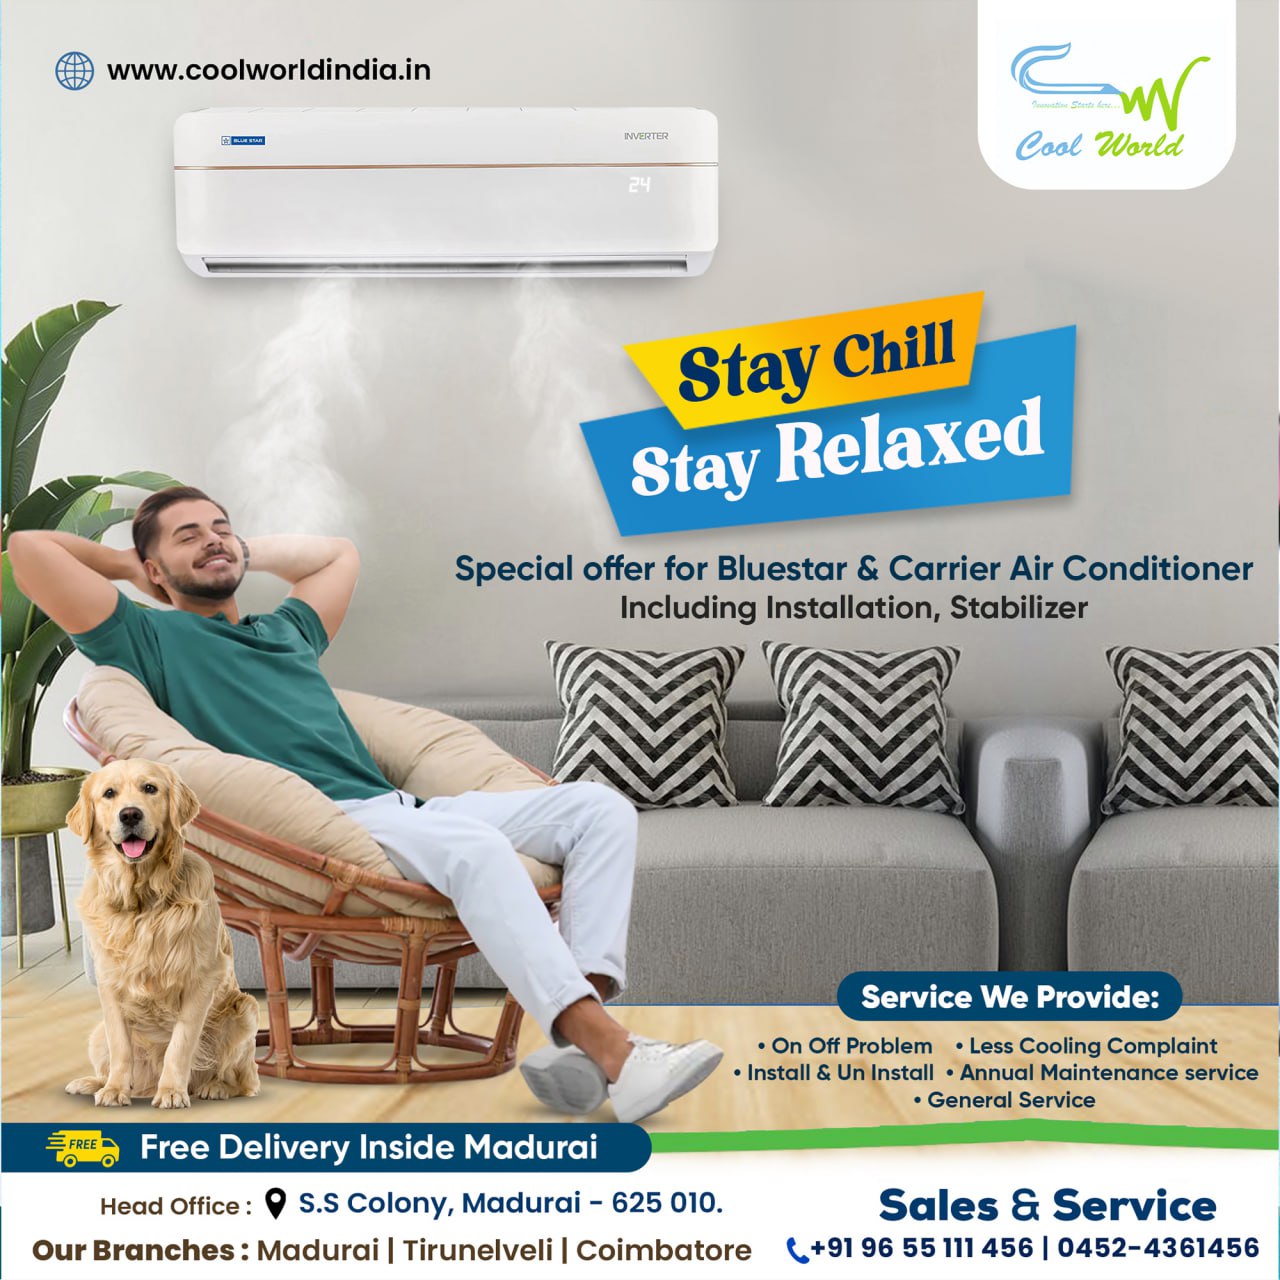 www.coolworldindia.in
Innovation Starts here...
Cool World
BLUE STAR
INVERTER
24
Stay Chill
Stay Relaxed
Special offer for Bluestar & Carrier Air Conditioner
Including Installation, Stabilizer
Service We Provide:
• On Off Problem • Less Cooling Complaint
• Install & Un Install • Annual Maintenance service
• General Service
FREE
Free Delivery Inside Madurai
Head Office : S.S Colony, Madurai - 625 010.
Our Branches : Madurai | Tirunelveli | Coimbatore
Sales & Service
+91 96 55 111 456 | 0452-4361456